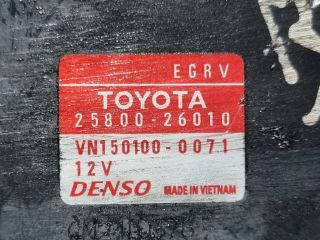 EGRV
TOYOTA
25800-26010
VN150100-0071
12V
DENSO MADE IN VIETNAM